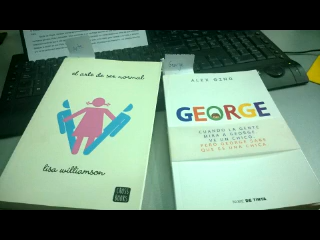 el arte de ser normal
lisa williamson
ALEX GINO
GEORGE
CUANDO LA GENTE
MIRA A GEORGE,
VE UN CHICO.
PERO GEORGE SABE
QUE ES UNA CHICA.
NUBE DE TINTA